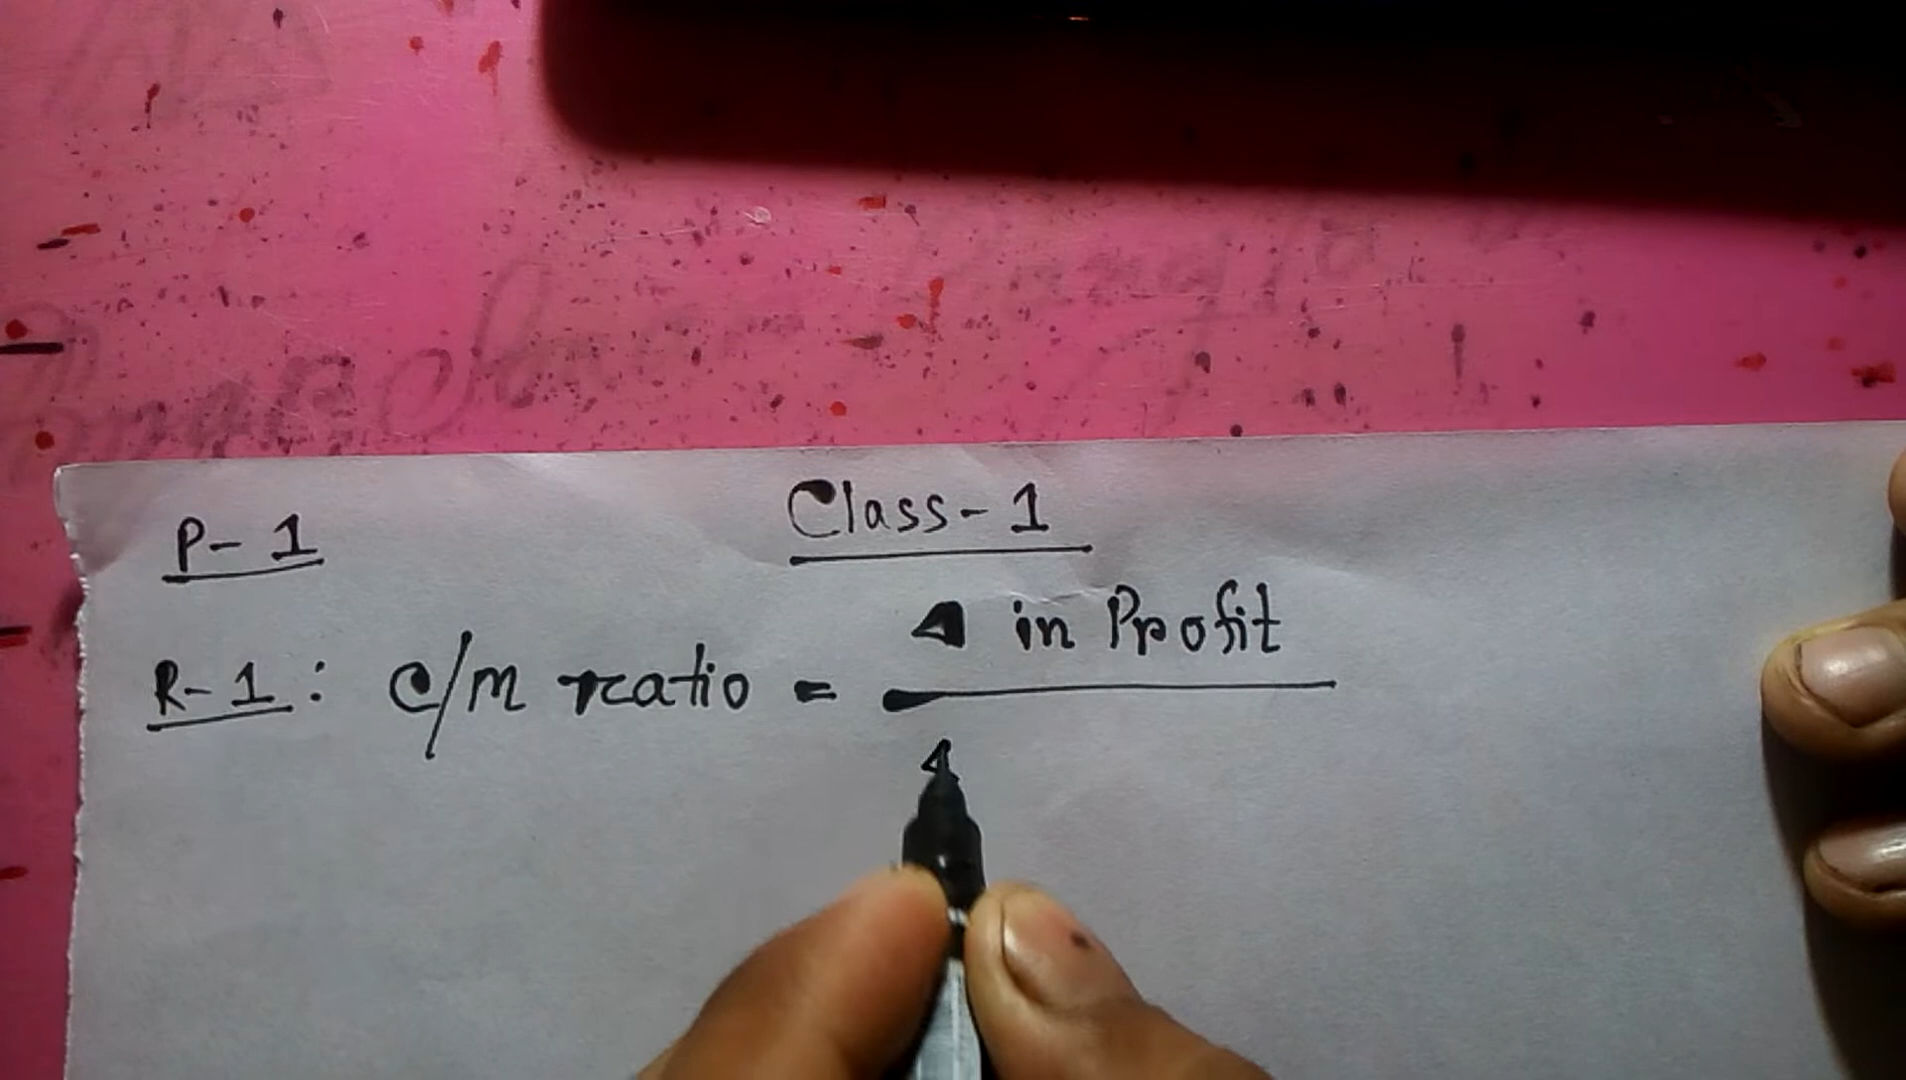 Class-1
P-1
Δ in Profit
R-1: C/M ratio =
Δ